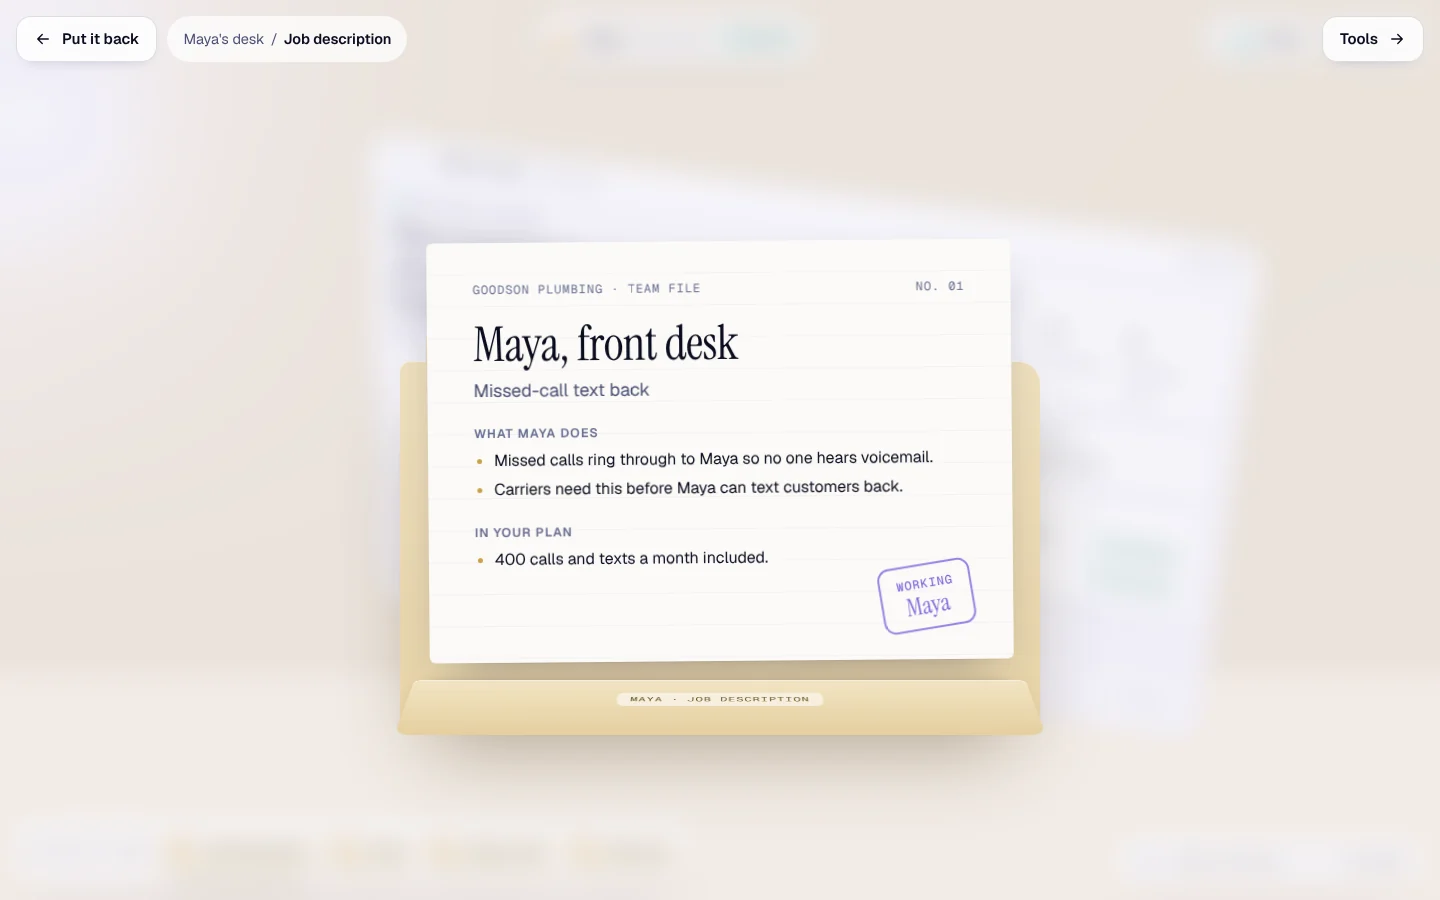 Put it back
Maya's desk / Job description
Tools
GOODSON PLUMBING · TEAM FILE
NO. 01
Maya, front desk
Missed-call text back
WHAT MAYA DOES
Missed calls ring through to Maya so no one hears voicemail.
Carriers need this before Maya can text customers back.
IN YOUR PLAN
400 calls and texts a month included.
WORKING
Maya
MAYA · JOB DESCRIPTION